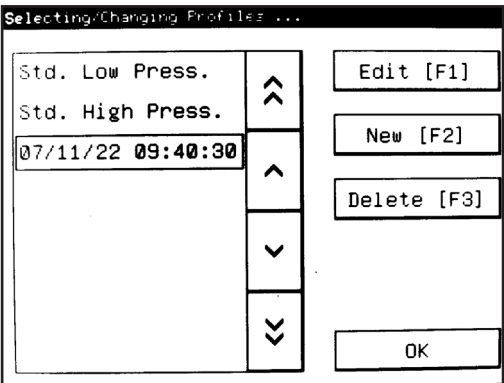 Selecting/Changing Profiles ...
Std. Low Press.
Std. High Press.
07/11/22 09:40:30
Edit [F1]
New [F2]
Delete [F3]
OK